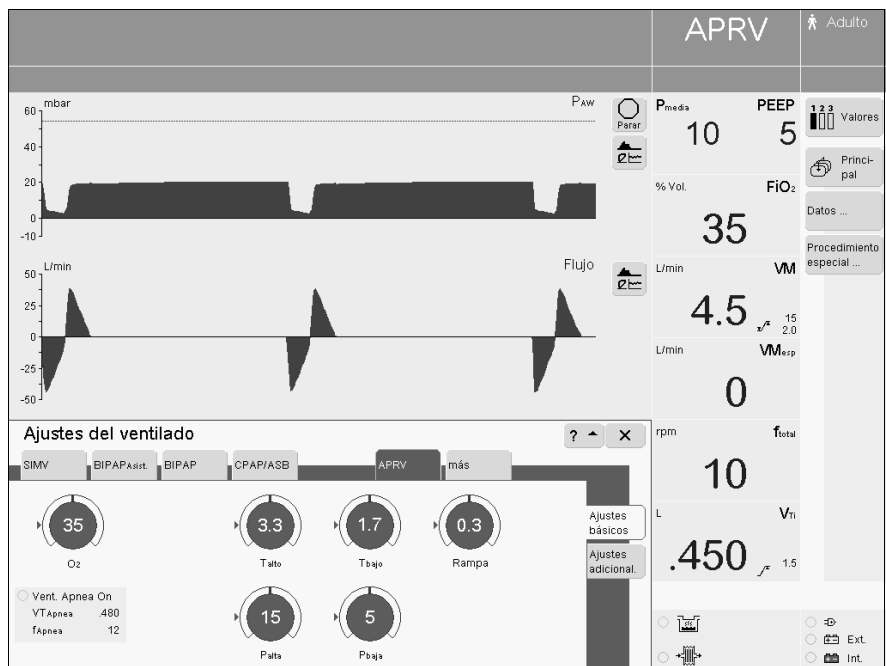 APRV
Adulto
mbar
PAW
60
40
20
0
-10
Parar
Pmedia
PEEP
10
5
1 2 3
Valores
Princi-
pal
% Vol.
FiO2
35
Datos ...
Procedimiento
especial ...
L/min
Flujo
50
25
0
-25
-50
L/min
VM
4.5
15
2.0
L/min
VMesp
0
Ajustes del ventilado
?
rpm
ftotal
10
SIMV
BIPAPAsist.
BIPAP
CPAP/ASB
APRV
más
35
O2
3.3
Talto
1.7
Tbajo
0.3
Rampa
Ajustes
básicos
Ajustes
adicional.
L
VTi
.450
1.5
Vent. Apnea On
VTApnea .480
fApnea 12
15
Palta
5
Pbaja
Ext.
Int.